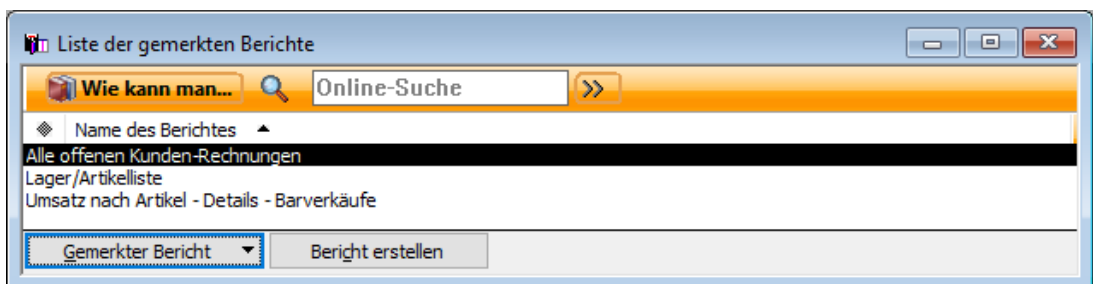 Liste der gemerkten Berichte
Wie kann man... Online-Suche
Name des Berichtes
Alle offenen Kunden-Rechnungen
Lager/Artikelliste
Umsatz nach Artikel - Details - Barverkäufe
Gemerkter Bericht Bericht erstellen